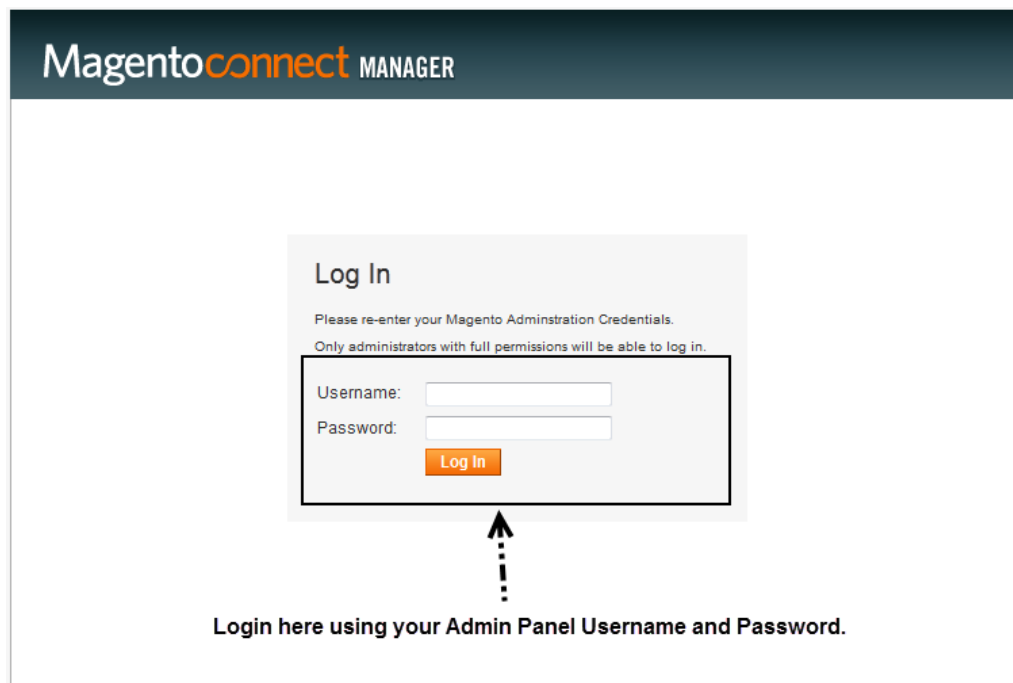 Magentoconnect MANAGER
Log In
Please re-enter your Magento Adminstration Credentials.
Only administrators with full permissions will be able to log in.
Username:
Password:
Log In
Login here using your Admin Panel Username and Password.